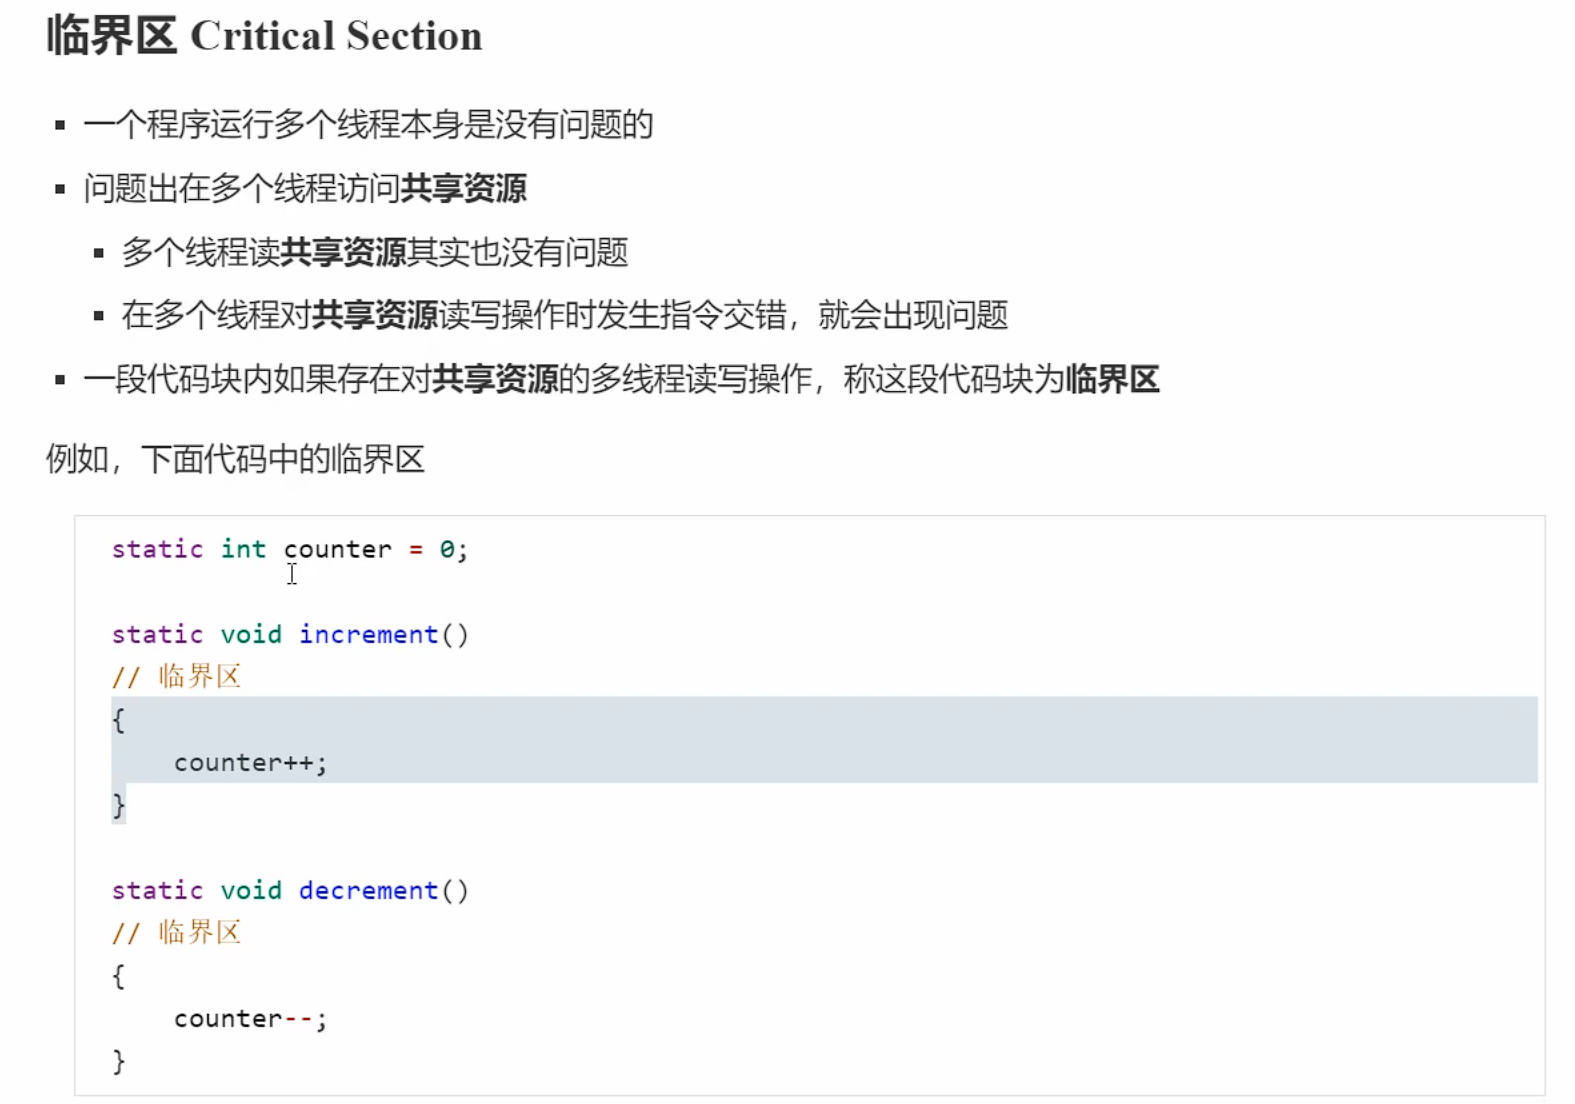 临界区 Critical Section
一个程序运行多个线程本身是没有问题的
问题出在多个线程访问共享资源
多个线程读共享资源其实也没有问题
在多个线程对共享资源读写操作时发生指令交错，就会出现问题
一段代码块内如果存在对共享资源的多线程读写操作，称这段代码块为临界区
例如，下面代码中的临界区
static int counter = 0;
static void increment()
// 临界区
{
    counter++;
}
static void decrement()
// 临界区
{
    counter--;
}